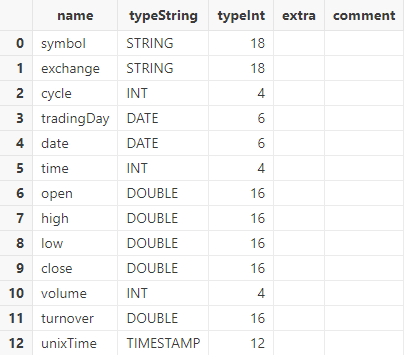 name typeString typeInt extra comment
0 symbol STRING 18
1 exchange STRING 18
2 cycle INT 4
3 tradingDay DATE 6
4 date DATE 6
5 time INT 4
6 open DOUBLE 16
7 high DOUBLE 16
8 low DOUBLE 16
9 close DOUBLE 16
10 volume INT 4
11 turnover DOUBLE 16
12 unixTime TIMESTAMP 12